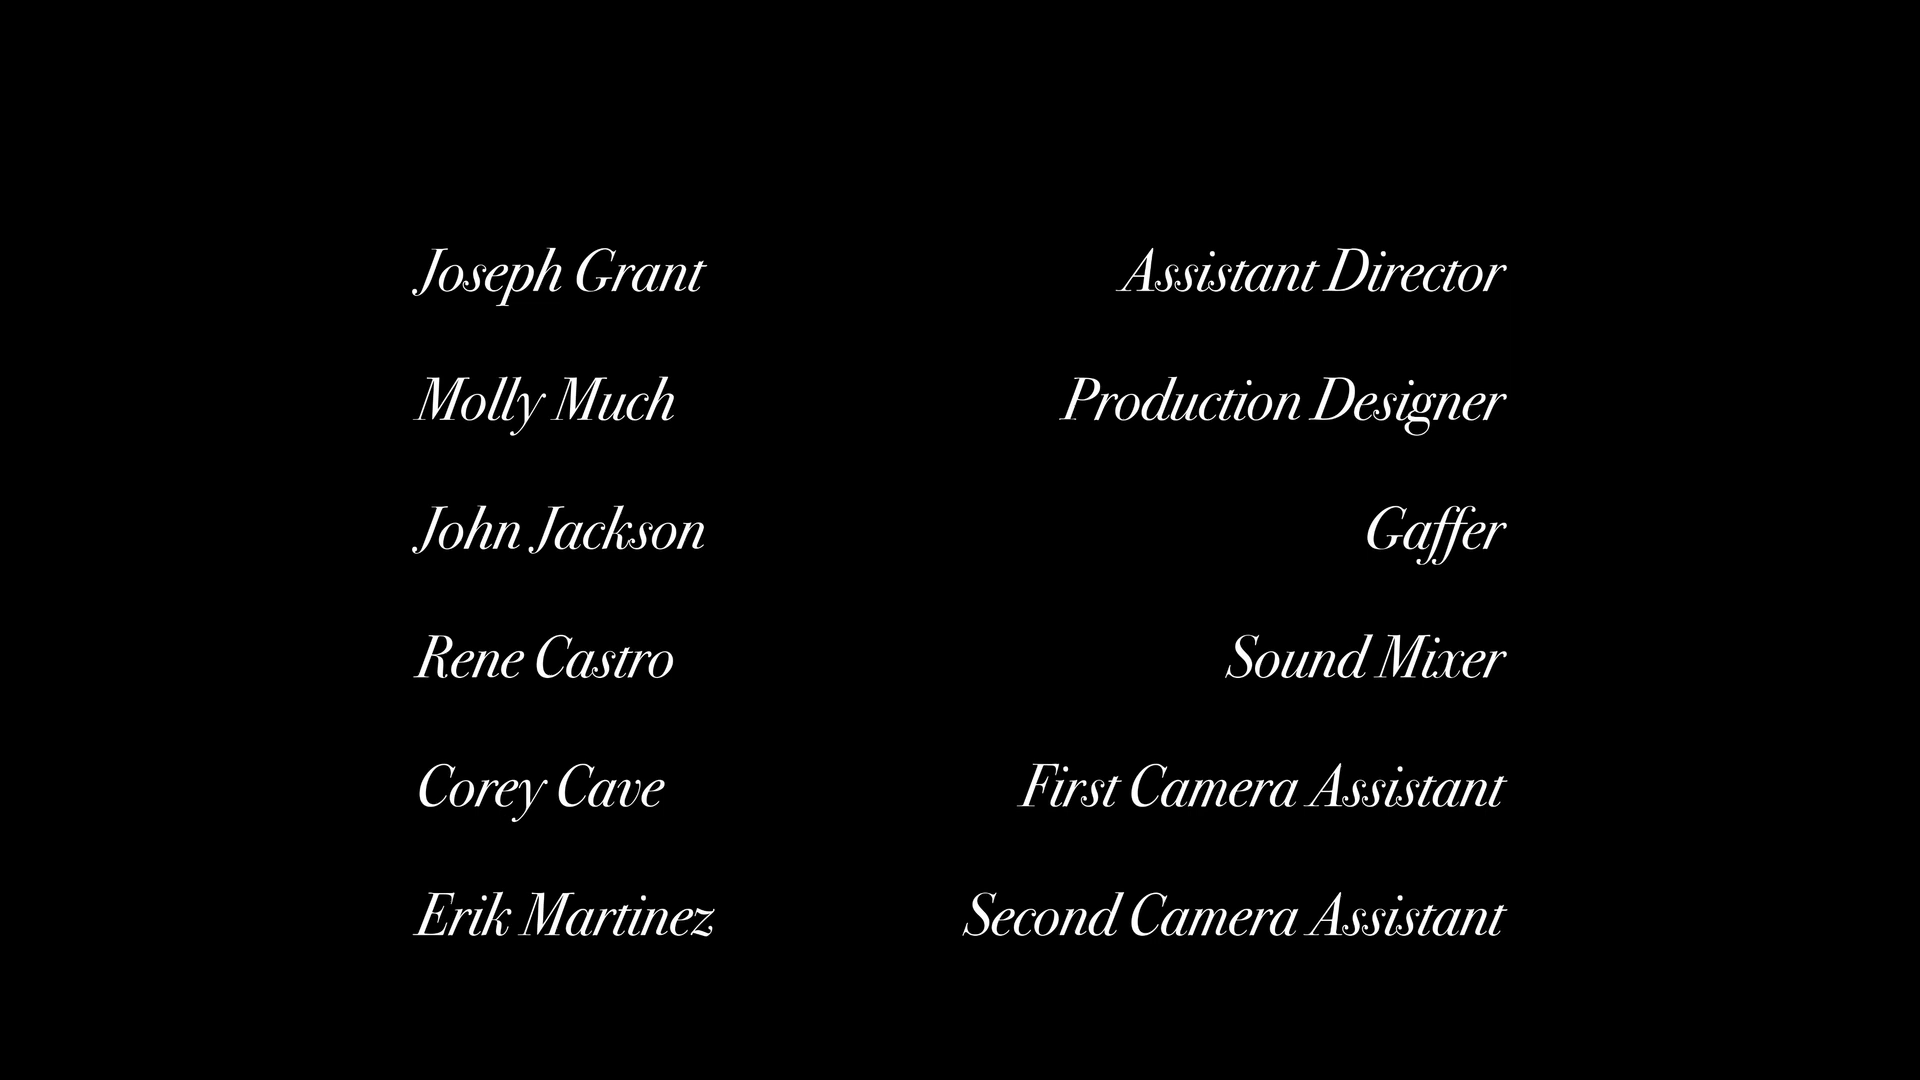 Joseph Grant Assistant Director
Molly Much Production Designer
John Jackson Gaffer
Rene Castro Sound Mixer
Corey Cave First Camera Assistant
Erik Martinez Second Camera Assistant